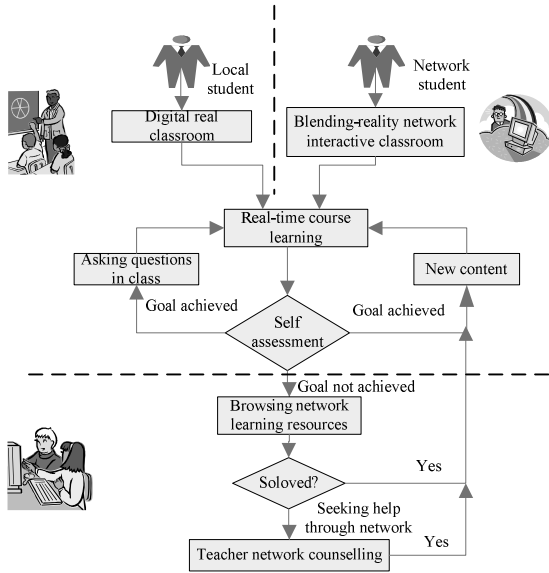 Local
student
Network
student
Digital real
classroom
Blending-reality network
interactive classroom
Real-time course
learning
Asking questions
in class
New content
Goal achieved
Goal achieved
Self
assessment
Goal not achieved
Browsing network
learning resources
Soloved?
Yes
Seeking help
through network
Teacher network counselling
Yes